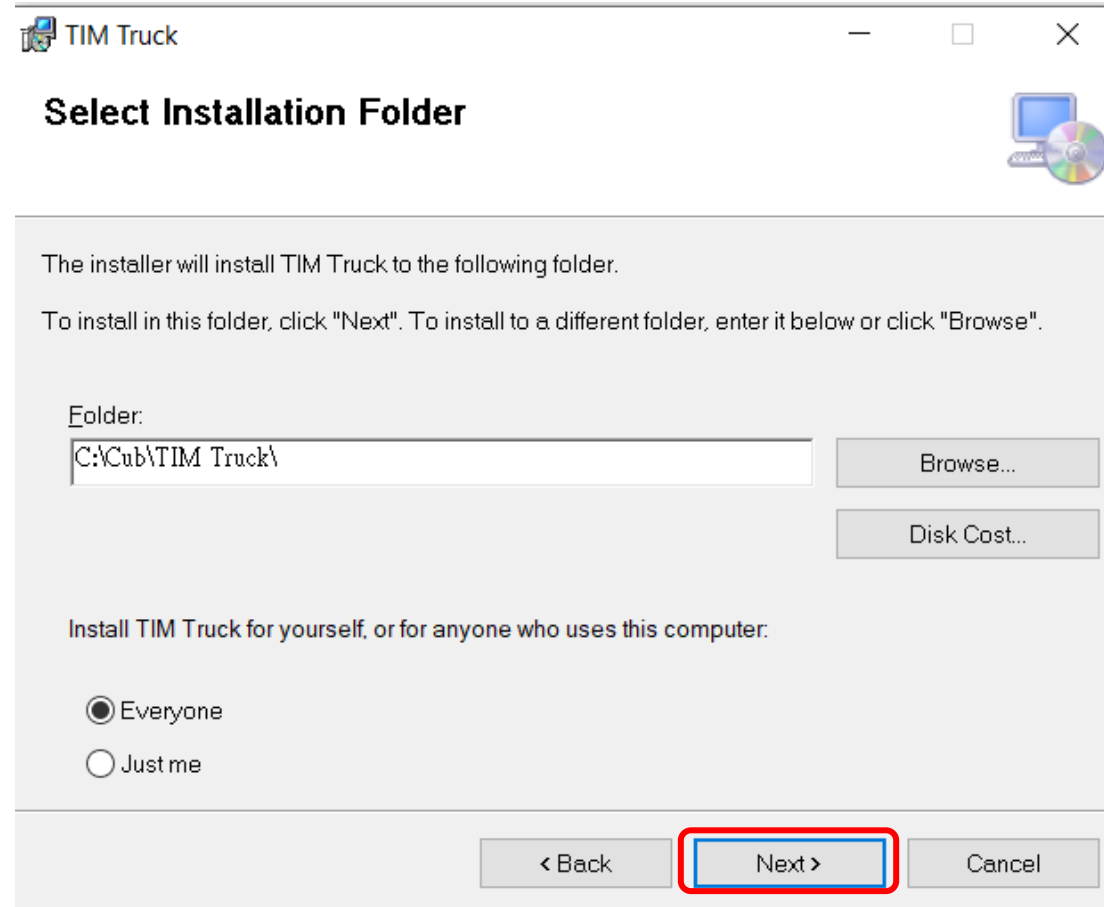 TIM Truck
Select Installation Folder
The installer will install TIM Truck to the following folder.
To install in this folder, click "Next". To install to a different folder, enter it below or click "Browse".
Folder:
C:\Cub\TIM Truck\
Browse...
Disk Cost...
Install TIM Truck for yourself, or for anyone who uses this computer:
Everyone
Just me
< Back
Next >
Cancel